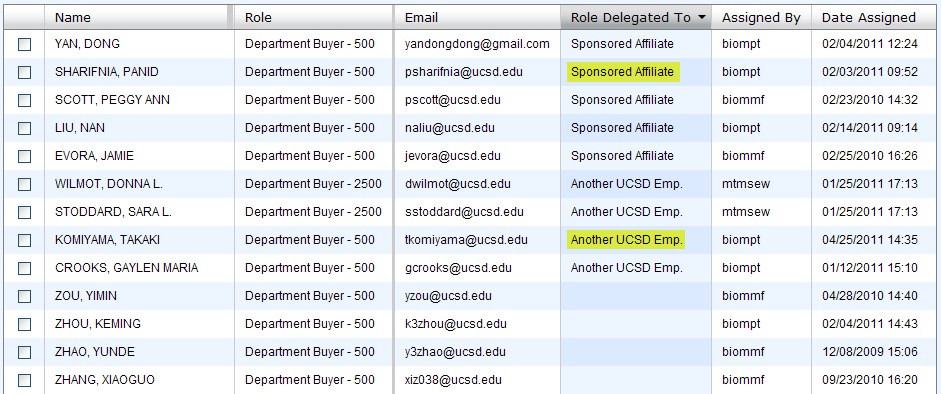 Name Role Email Role Delegated To Assigned By Date Assigned
YAN, DONG Department Buyer - 500 yandongdong@gmail.com Sponsored Affiliate biompt 02/04/2011 12:24
SHARIFNIA, PANID Department Buyer - 500 psharifnia@ucsd.edu Sponsored Affiliate biompt 02/03/2011 09:52
SCOTT, PEGGY ANN Department Buyer - 500 pscott@ucsd.edu Sponsored Affiliate biommf 02/23/2010 14:32
LIU, NAN Department Buyer - 500 naliu@ucsd.edu Sponsored Affiliate biompt 02/14/2011 09:14
EVORA, JAMIE Department Buyer - 500 jevora@ucsd.edu Sponsored Affiliate biommf 02/25/2010 16:26
WILMOT, DONNA L. Department Buyer - 2500 dwilmot@ucsd.edu Another UCSD Emp. mtmsew 01/25/2011 17:13
STODDARD, SARA L. Department Buyer - 2500 sstoddard@ucsd.edu Another UCSD Emp. mtmsew 01/25/2011 17:13
KOMIYAMA, TAKAKI Department Buyer - 500 tkomiyama@ucsd.edu Another UCSD Emp. biompt 04/25/2011 14:35
CROOKS, GAYLEN MARIA Department Buyer - 500 gcrooks@ucsd.edu Another UCSD Emp. biompt 01/12/2011 15:10
ZOU, YIMIN Department Buyer - 500 yzou@ucsd.edu biommf 04/28/2010 14:40
ZHOU, KEMING Department Buyer - 500 k3zhou@ucsd.edu biompt 02/04/2011 14:43
ZHAO, YUNDE Department Buyer - 500 y3zhao@ucsd.edu biommf 12/08/2009 15:06
ZHANG, XIAOGUO Department Buyer - 500 xiz038@ucsd.edu biommf 09/23/2010 16:20